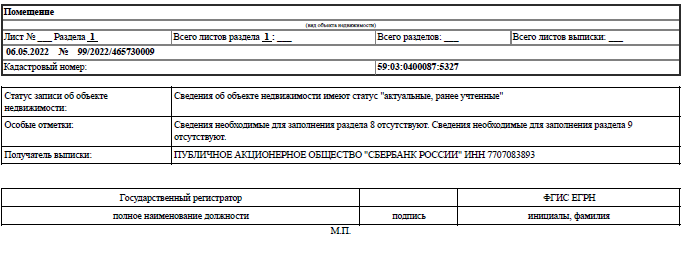 Помещение
(вид объекта недвижимости)
Лист № ___ Раздела 1 Всего листов раздела 1 : ___ Всего разделов: ___ Всего листов выписки: ___
06.05.2022 № 99/2022/465730009
Кадастровый номер: 59:03:0400087:5327
Статус записи об объекте недвижимости: Сведения об объекте недвижимости имеют статус "актуальные, ранее учтенные"
Особые отметки: Сведения необходимые для заполнения раздела 8 отсутствуют. Сведения необходимые для заполнения раздела 9
отсутствуют.
Получатель выписки: ПУБЛИЧНОЕ АКЦИОНЕРНОЕ ОБЩЕСТВО "СБЕРБАНК РОССИИ" ИНН 7707083893
Государственный регистратор ФГИС ЕГРН
полное наименование должности подпись инициалы, фамилия
М.П.